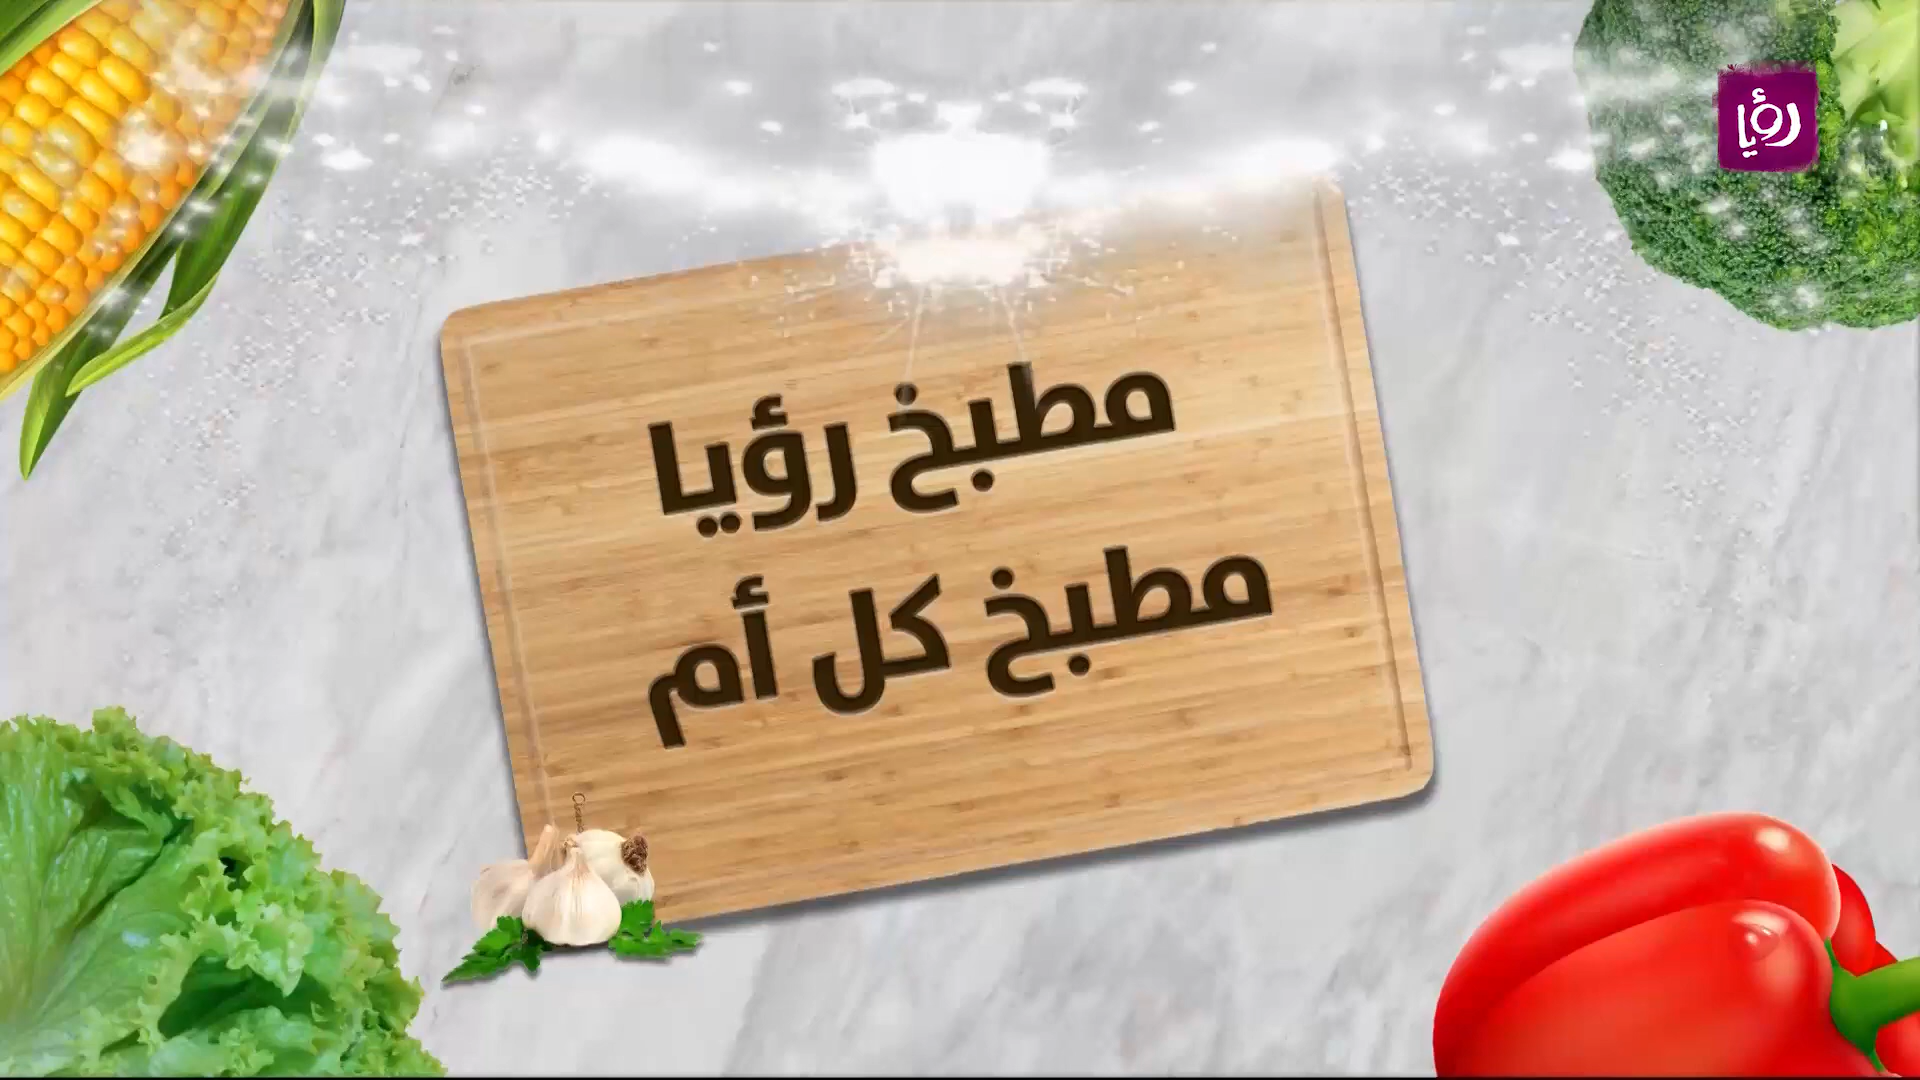 رؤيا
مطبخ رؤيا
مطبخ كل أم